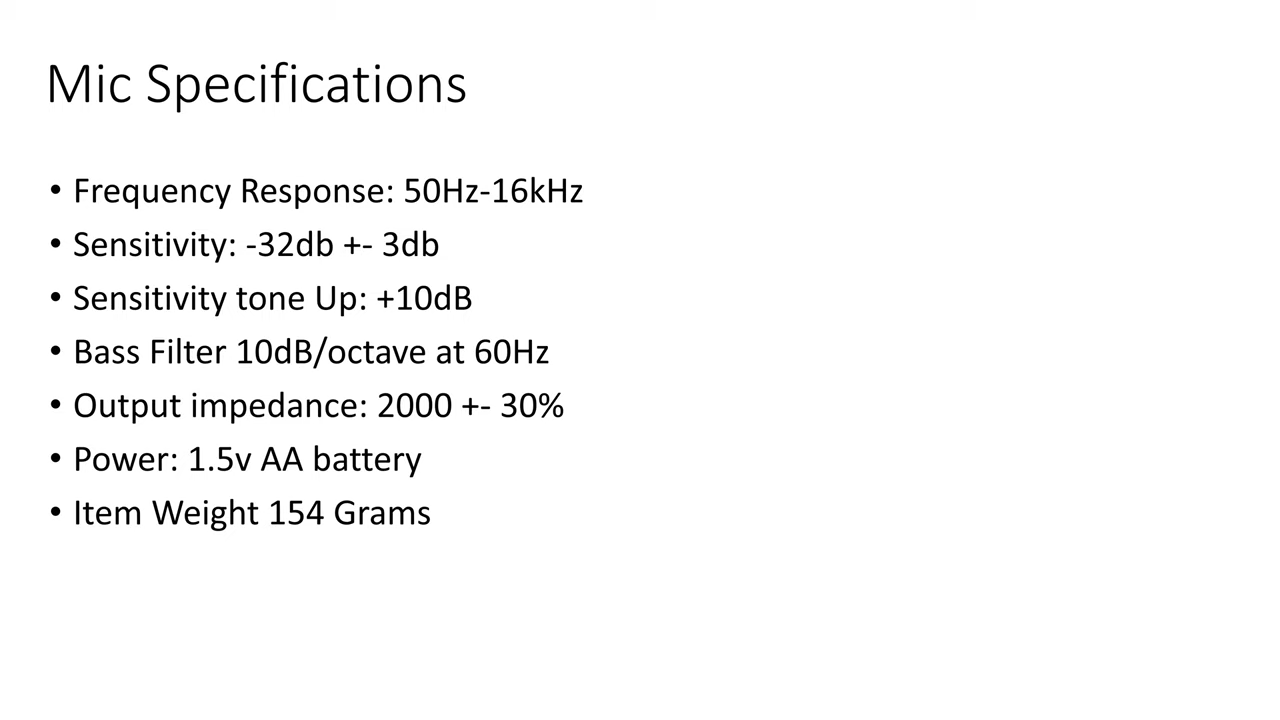 Mic Specifications
• Frequency Response: 50Hz-16kHz
• Sensitivity: -32db +- 3db
• Sensitivity tone Up: +10dB
• Bass Filter 10dB/octave at 60Hz
• Output impedance: 2000 +- 30%
• Power: 1.5v AA battery
• Item Weight 154 Grams